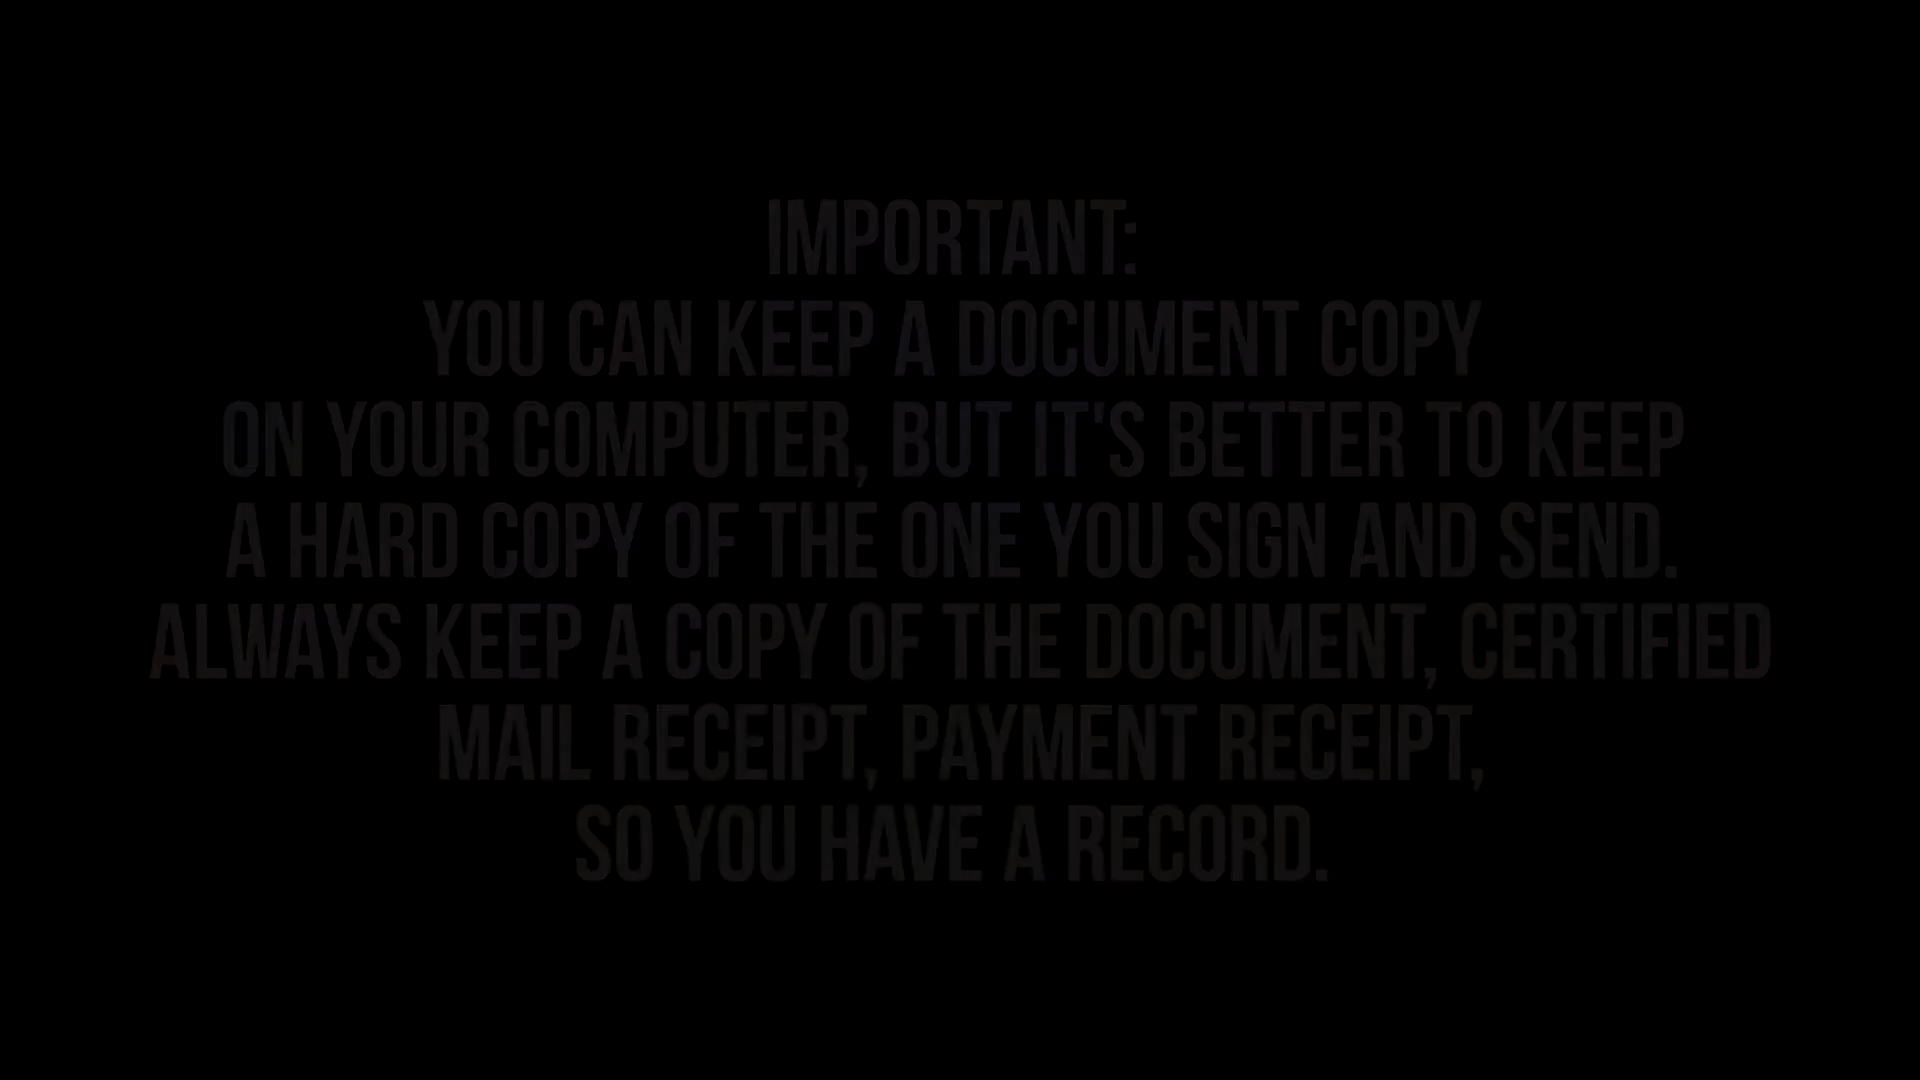 IMPORTANT:
YOU CAN KEEP A DOCUMENT COPY
ON YOUR COMPUTER, BUT IT'S BETTER TO KEEP
A HARD COPY OF THE ONE YOU SIGN AND SEND.
ALWAYS KEEP A COPY OF THE DOCUMENT, CERTIFIED
MAIL RECEIPT, PAYMENT RECEIPT,
SO YOU HAVE A RECORD.